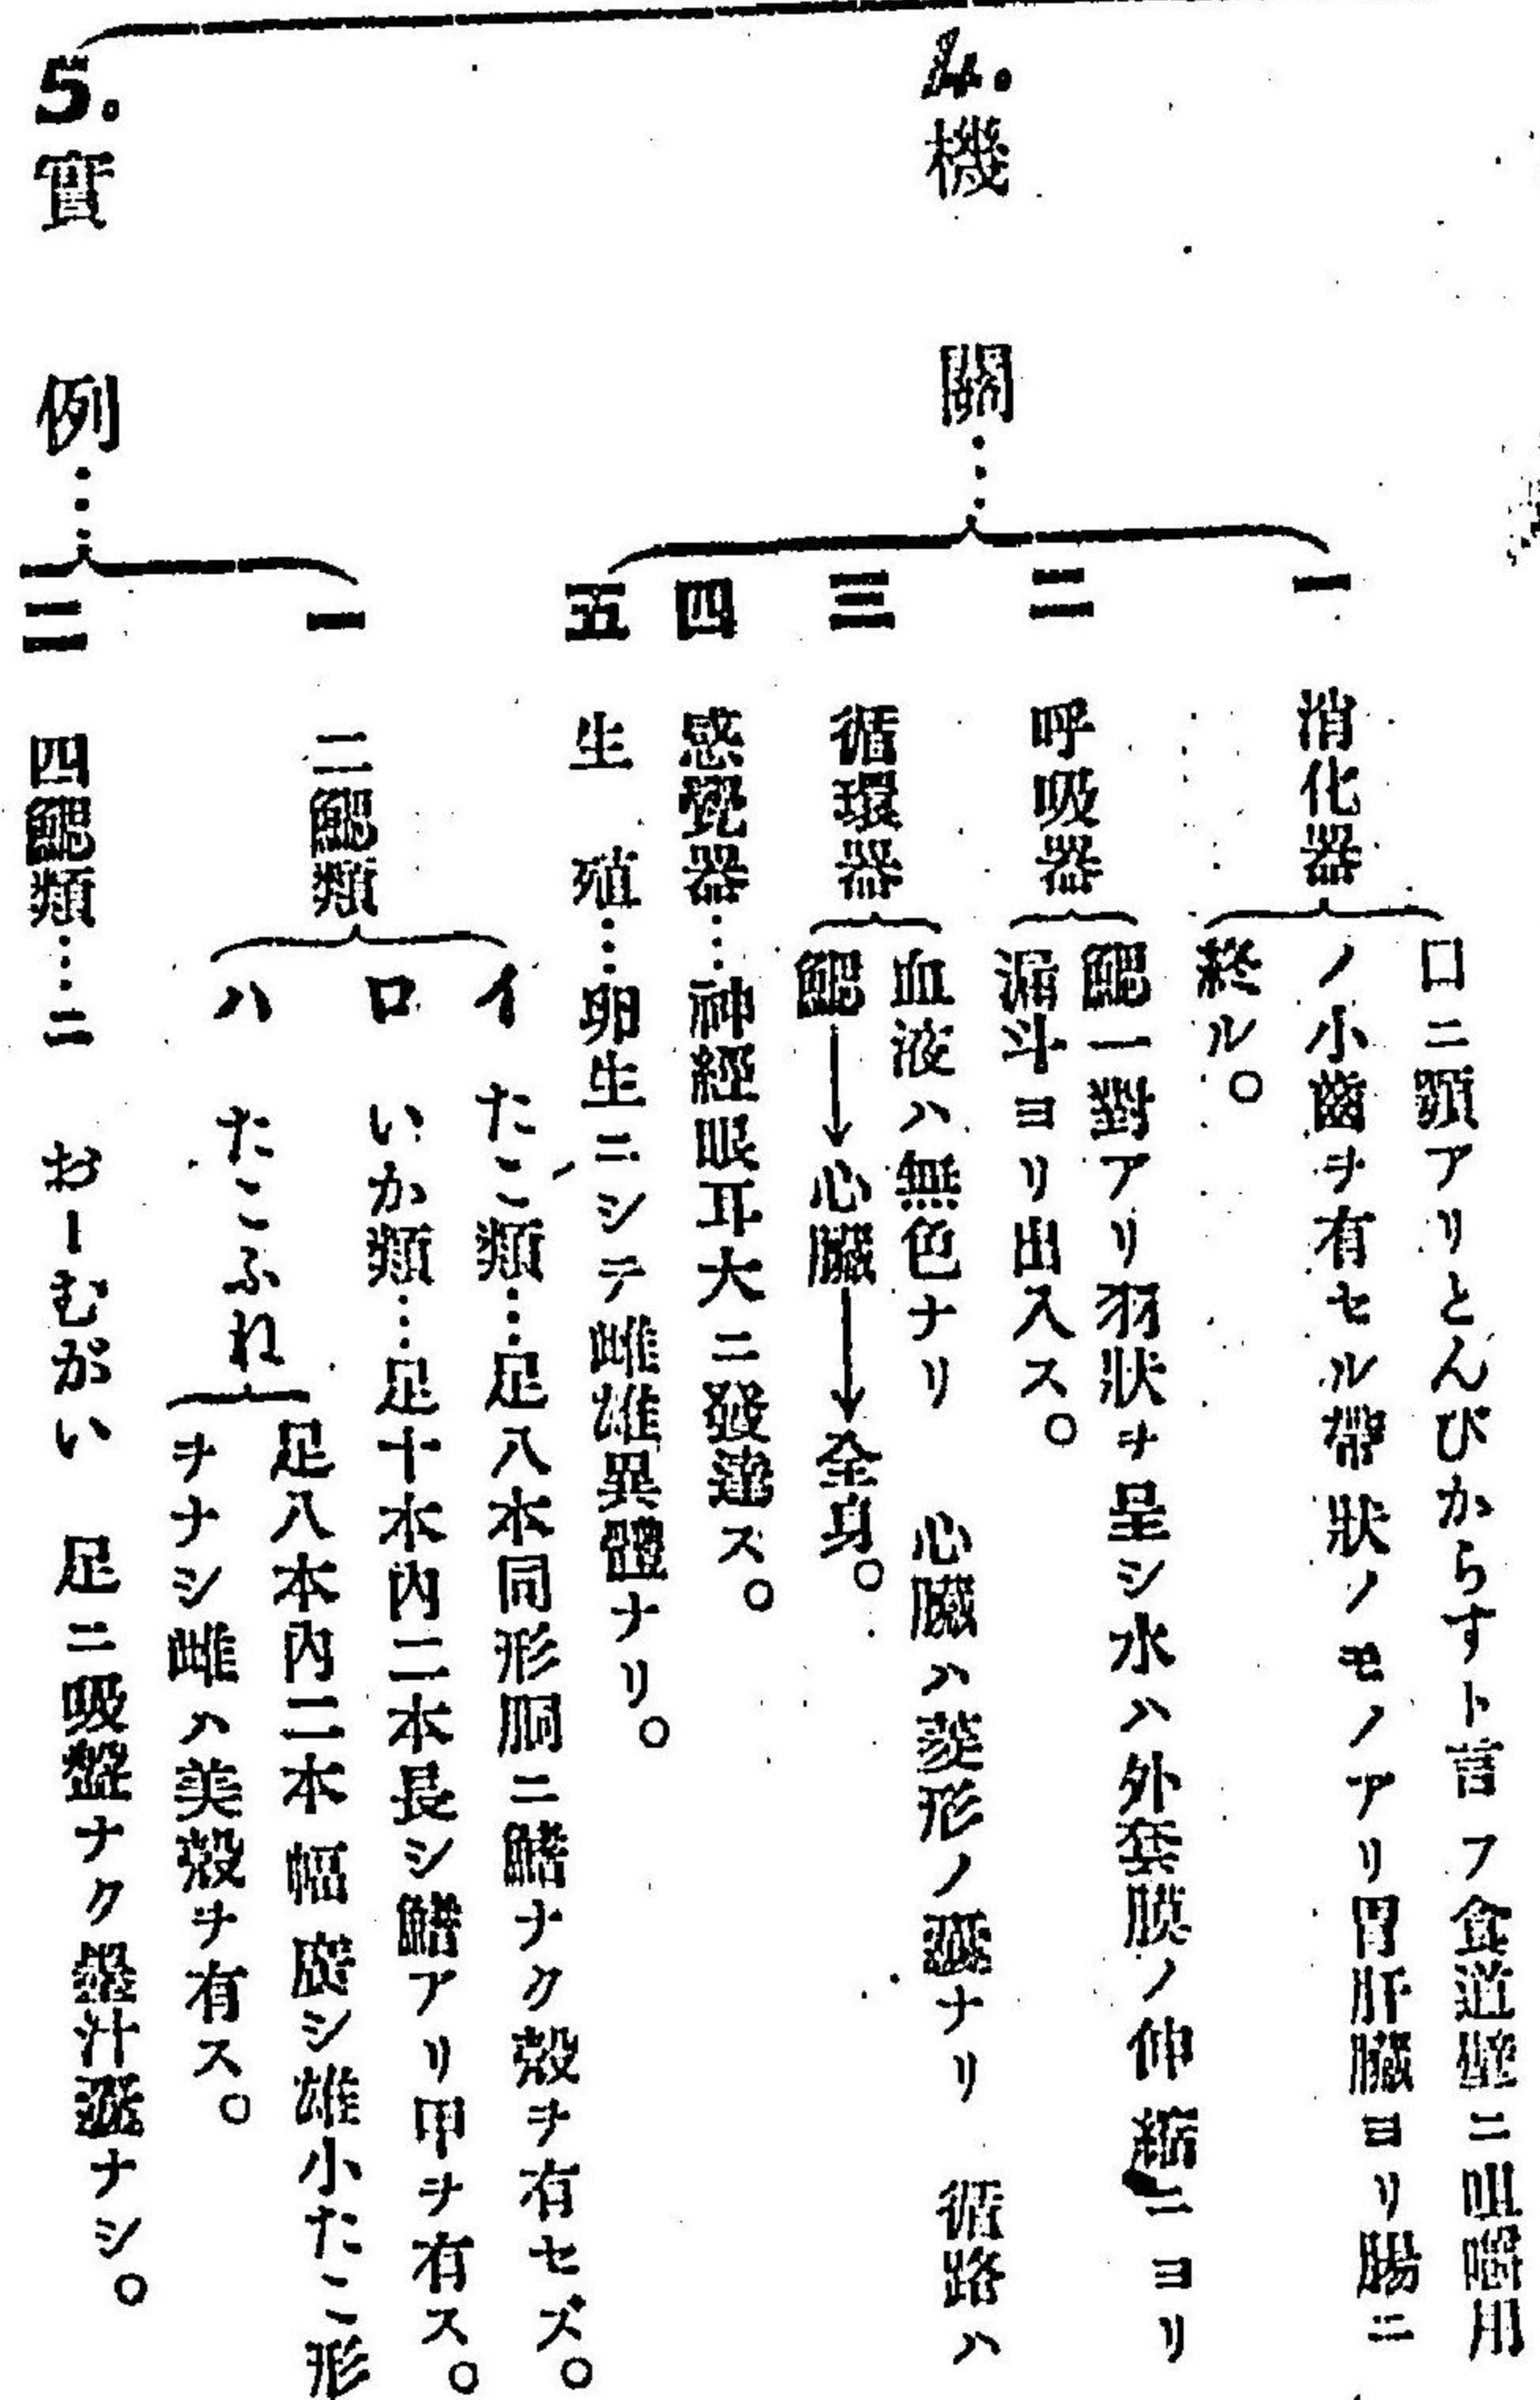 4.機關……
一 消化器
口ニ顎アリとんびからすト言フ食道壁ニ咀嚼用
ノ小齒ヲ有セル帶狀ノモノアリ胃肝臓ヨリ腸ニ
終ル。
二 呼吸器
鰓一對アリ羽狀ヲ呈シ水ハ外套膜ノ伸縮ニヨリ
漏斗ヨリ出入ス。
三 循環器
血液ハ無色ナリ 心臓ハ菱形ノ嚢ナリ 循路ハ
鰓→心臓→全身。
四 感覺器……神經眼耳大ニ發達ス。
五 生殖……卵生ニシテ雌雄異體ナリ。
5.實例……
一 二鰓類
イ たこ類……足八本同形胴ニ鰭ナク殼ヲ有セズ。
ロ いか類……足十本內二本長シ鰭アリ甲ヲ有ス。
ハ たこふね
足八本內二本幅廣シ雄小たこ形
ヲナシ雌ハ美殼ヲ有ス。
二 四鰓類……ニ おーむがい 足ニ吸盤ナク墨汁嚢ナシ。